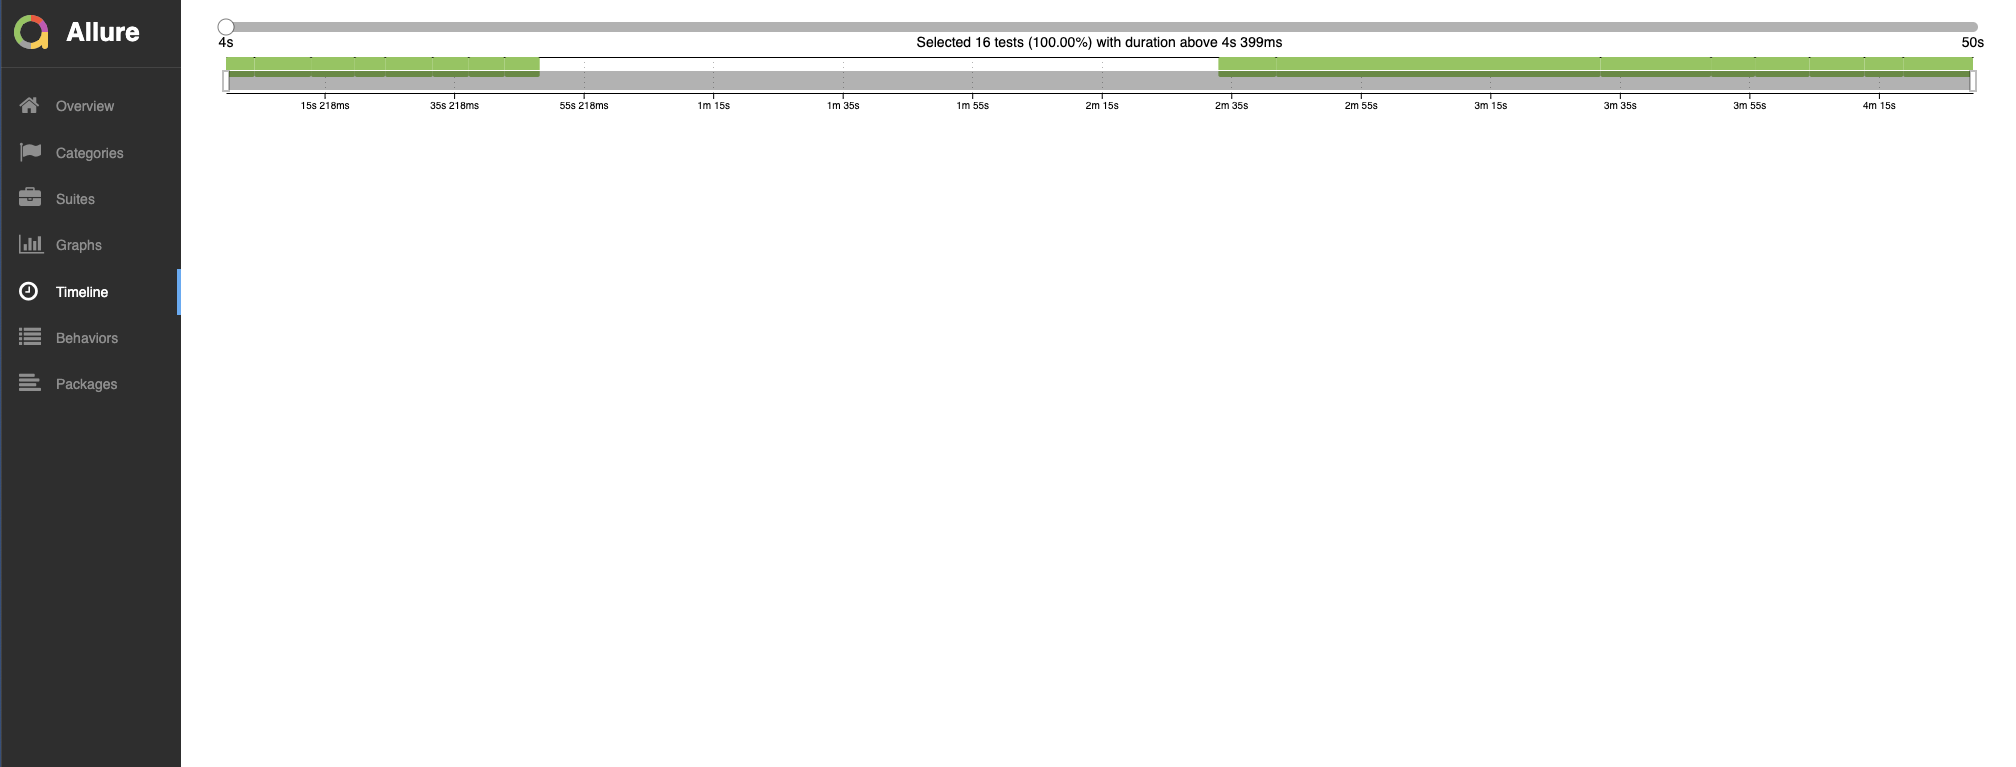 Allure
Overview
Categories
Suites
Graphs
Timeline
Behaviors
Packages
4s
Selected 16 tests (100.00%) with duration above 4s 399ms
50s
15s 218ms
35s 218ms
55s 218ms
1m 15s
1m 35s
1m 55s
2m 15s
2m 35s
2m 55s
3m 15s
3m 35s
3m 55s
4m 15s